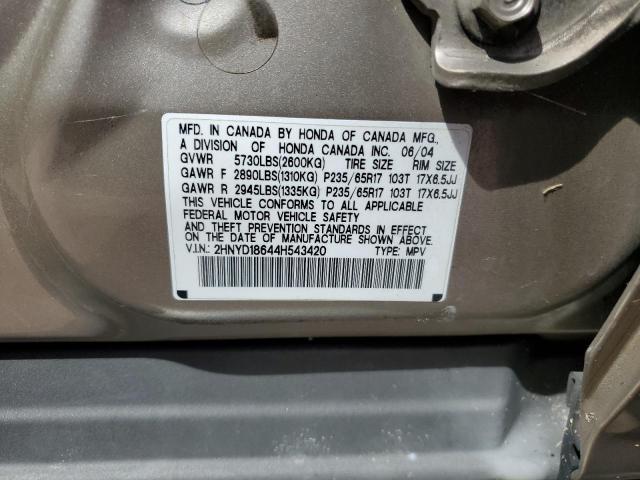 MFD. IN CANADA BY HONDA OF CANADA MFG.,
A DIVISION OF HONDA CANADA INC. 06/04
GVWR 5730LBS(2600KG) TIRE SIZE RIM SIZE
GAWR F 2890LBS(1310KG) P235/65R17 103T 17X6.5JJ
GAWR R 2945LBS(1335KG) P235/65R17 103T 17X6.5JJ
THIS VEHICLE CONFORMS TO ALL APPLICABLE
FEDERAL MOTOR VEHICLE SAFETY
AND THEFT PREVENTION STANDARDS IN EFFECT
ON THE DATE OF MANUFACTURE SHOWN ABOVE.
V.I.N.: 2HNYD18644H543420 TYPE: MPV